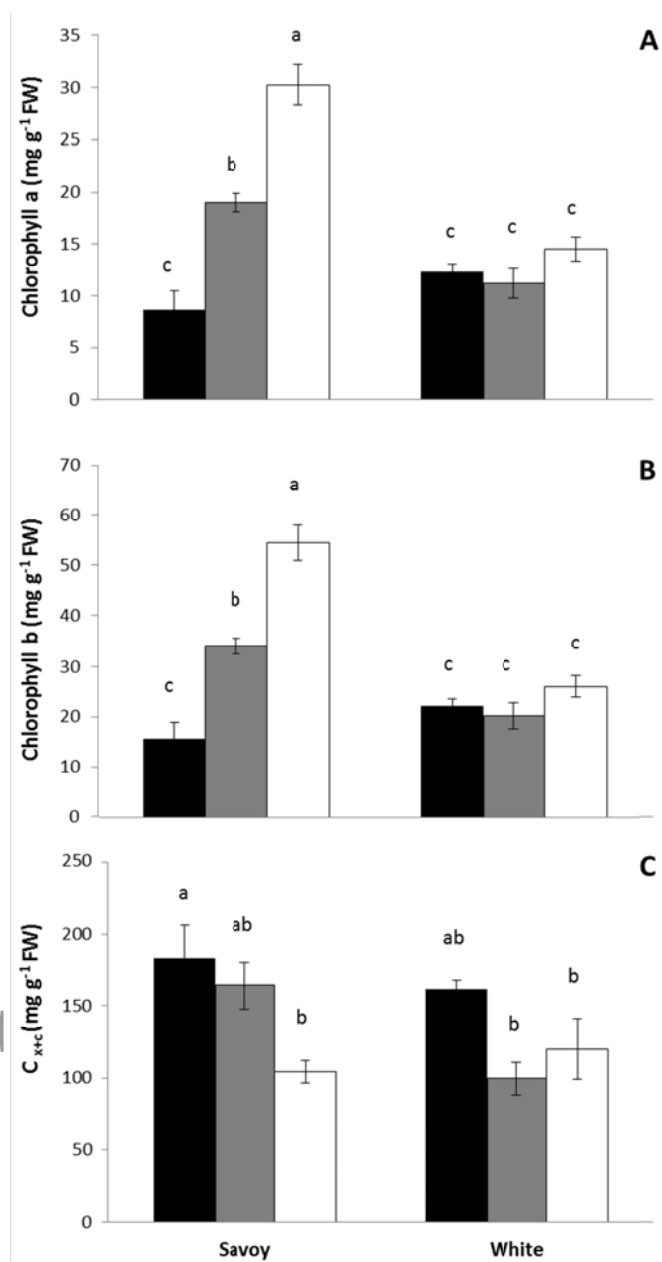 A
Chlorophyll a (mg g⁻¹ FW)
35
30
25
20
15
10
5
0
a
b
c
c
c
c
B
Chlorophyll b (mg g⁻¹ FW)
70
60
50
40
30
20
10
0
a
b
c
c
c
c
C
C x+c (mg g⁻¹ FW)
250
200
150
100
50
0
a
ab
b
ab
b
b
Savoy
White